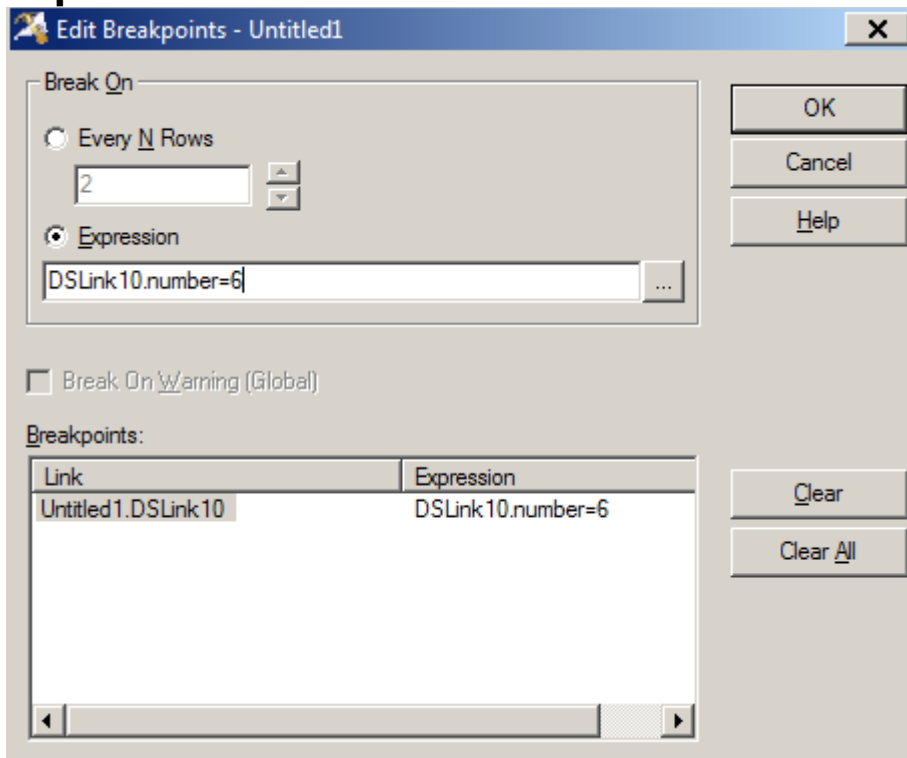 Edit Breakpoints - Untitled1
Break On
Every N Rows
2
Expression
DSLink10.number=6
...
OK
Cancel
Help
Break On Warning (Global)
Breakpoints:
Link Expression
Untitled1.DSLink10 DSLink10.number=6
Clear
Clear All